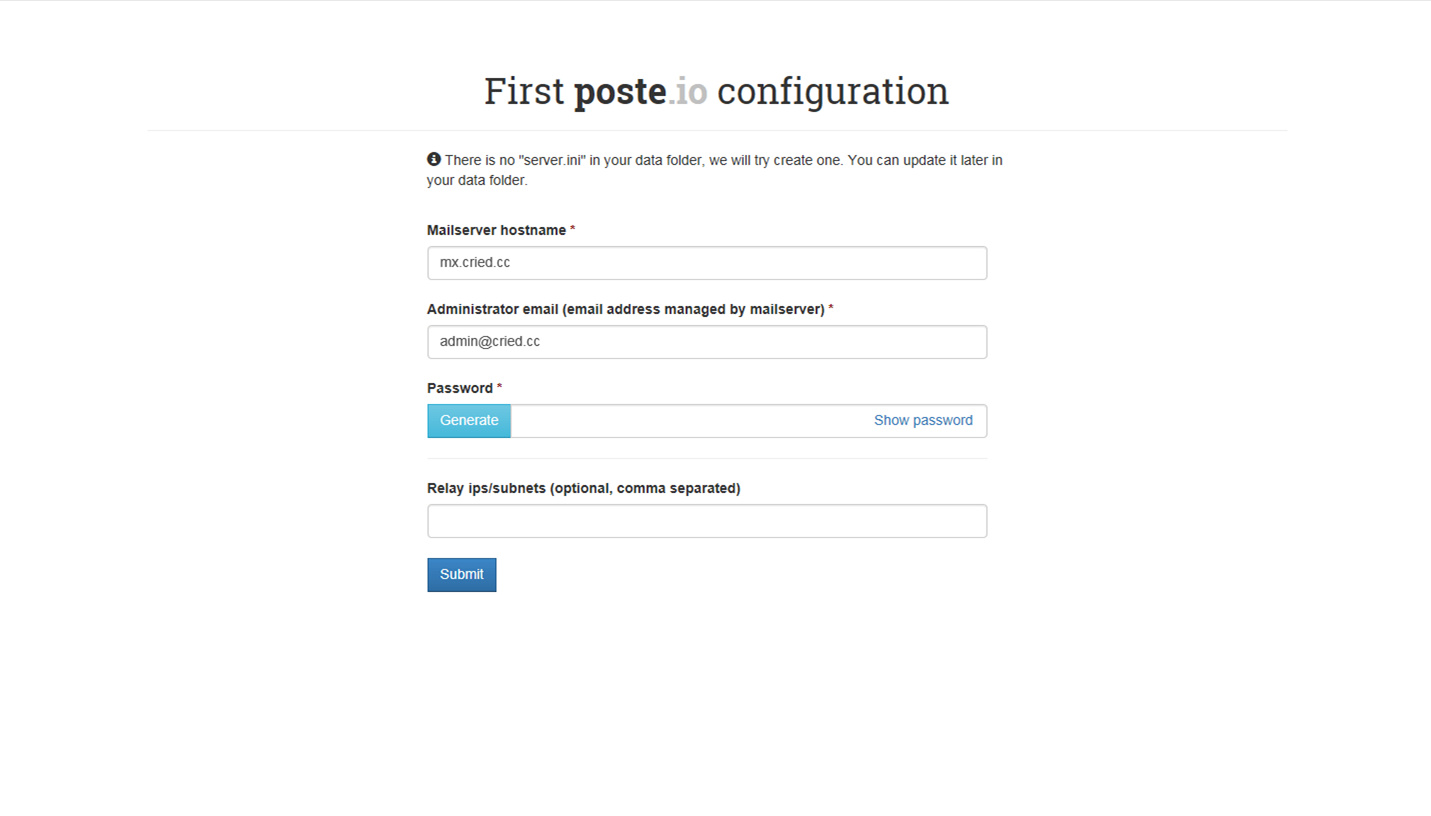 First poste.io configuration
There is no "server.ini" in your data folder, we will try create one. You can update it later in
your data folder.
Mailserver hostname *
mx.cried.cc
Administrator email (email address managed by mailserver) *
admin@cried.cc
Password *
Generate Show password
Relay ips/subnets (optional, comma separated)
Submit